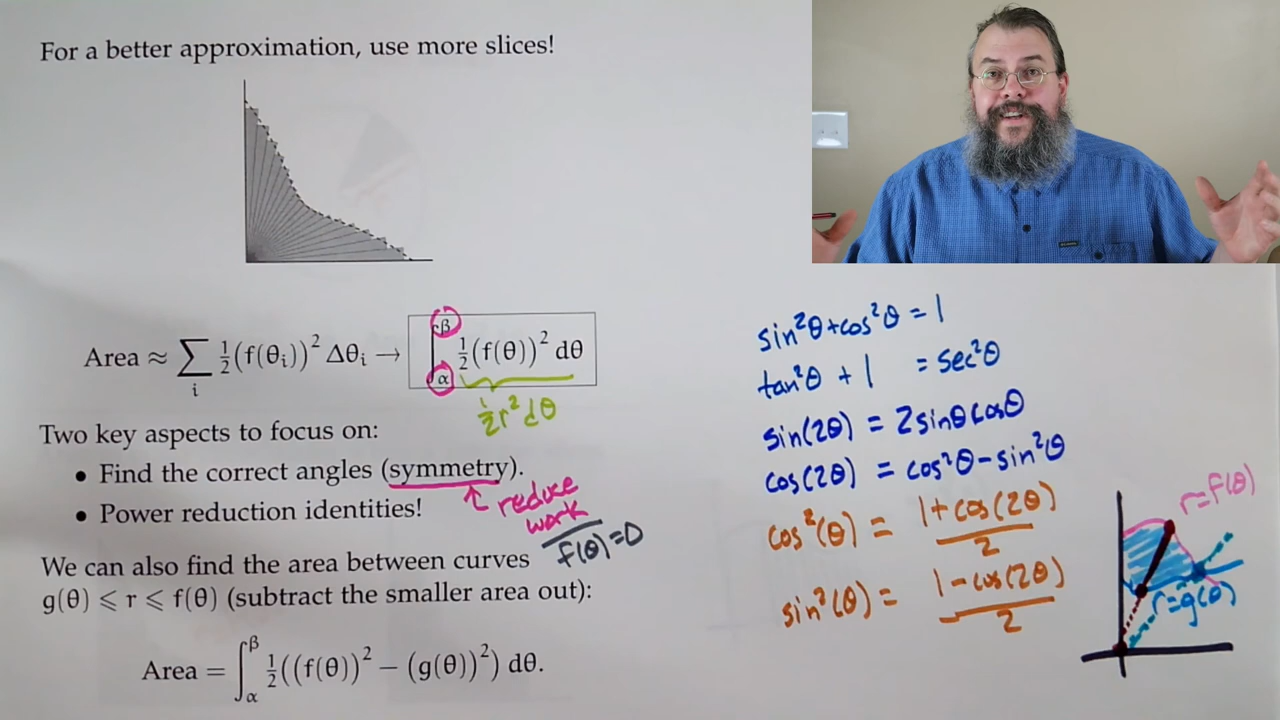 For a better approximation, use more slices!
Area ≈ ∑_i ½(f(θ_i))² Δθ_i → ∫_α^β ½(f(θ))² dθ
½r²dθ
Two key aspects to focus on:
• Find the correct angles (symmetry).
• Power reduction identities!
reduce
work
f(θ)=0
We can also find the area between curves
g(θ) ⩽ r ⩽ f(θ) (subtract the smaller area out):
Area = ∫_α^β ½((f(θ))² − (g(θ))²) dθ.
sin²θ+cos²θ = 1
tan²θ + 1 = sec²θ
sin(2θ) = 2sinθcosθ
cos(2θ) = cos²θ−sin²θ
cos²(θ) = (1+cos(2θ))/2
sin²(θ) = (1−cos(2θ))/2
r=f(θ)
r=g(θ)